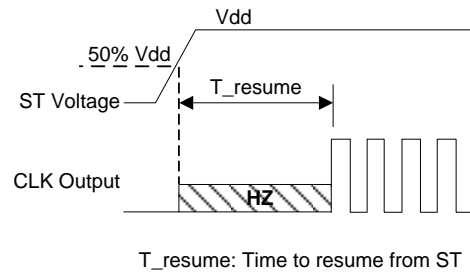 Vdd
50% Vdd
T_resume
ST Voltage
CLK Output
HZ
T_resume: Time to resume from ST